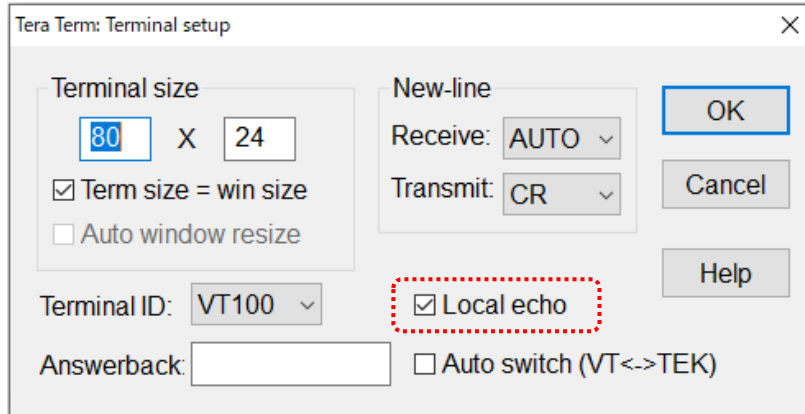 Tera Term: Terminal setup
Terminal size
80 X 24
Term size = win size
Auto window resize
New-line
Receive: AUTO
Transmit: CR
OK
Cancel
Help
Terminal ID: VT100
Local echo
Answerback:
Auto switch (VT<->TEK)